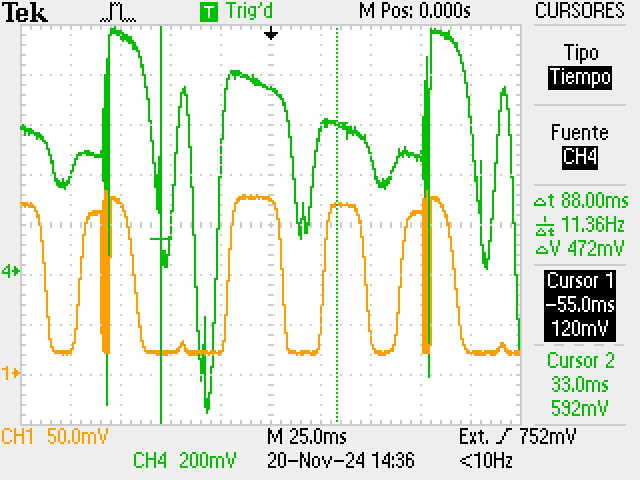 Tek T Trig'd M Pos: 0.000s CURSORES
Tipo
Tiempo
Fuente
CH4
Δt 88.00ms
1/Δt 11.36Hz
ΔV 472mV
Cursor 1
-55.0ms
120mV
Cursor 2
33.0ms
592mV
4
1
CH1 50.0mV M 25.0ms Ext. 752mV
CH4 200mV 20-Nov-24 14:36 <10Hz